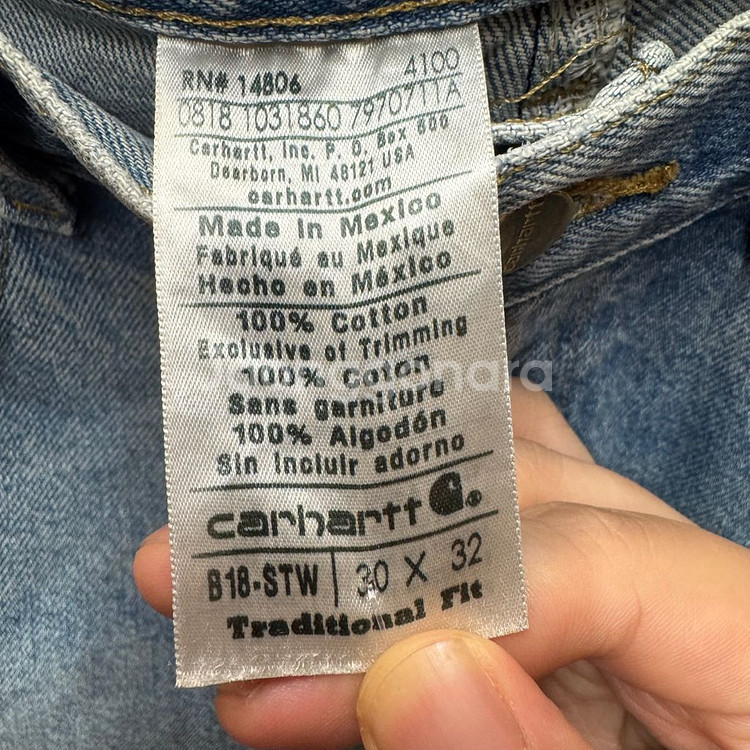 RN# 14806 4100
0818 1031860 7970711A
Carhartt, Inc. P. O. Box 600
Dearborn, MI 48121 USA
carhartt.com
Made in Mexico
Fabriqué au Mexique
Hecho en México
100% Cotton
Exclusive of Trimming
100% coton
Sans garniture
100% Algodón
Sin incluir adorno
carhartt
B18-STW 30 X 32
Traditional Fit
carhartt